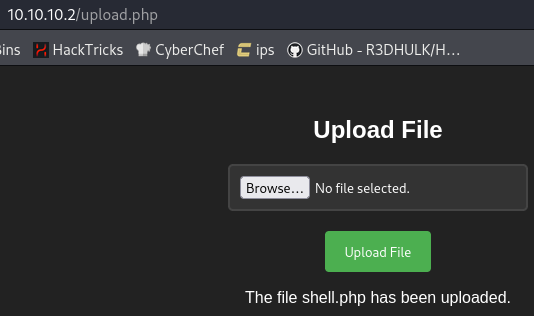 10.10.10.2/upload.php
Bins HackTricks CyberChef ips GitHub - R3DHULK/H…
Upload File
Browse… No file selected.
Upload File
The file shell.php has been uploaded.